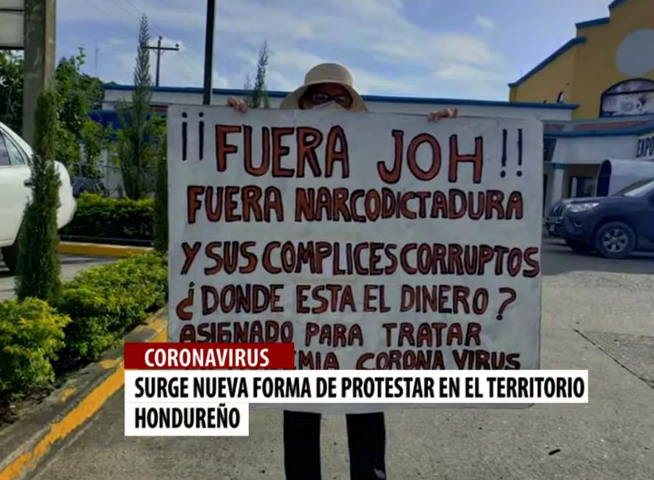 ¡¡FUERA JOH!!
FUERA NARCODICTADURA
Y SUS COMPLICES CORRUPTOS
¿DONDE ESTA EL DINERO?
ASIGNADO PARA TRATAR
CORONA VIRUS
CORONAVIRUS
SURGE NUEVA FORMA DE PROTESTAR EN EL TERRITORIO
HONDUREÑO